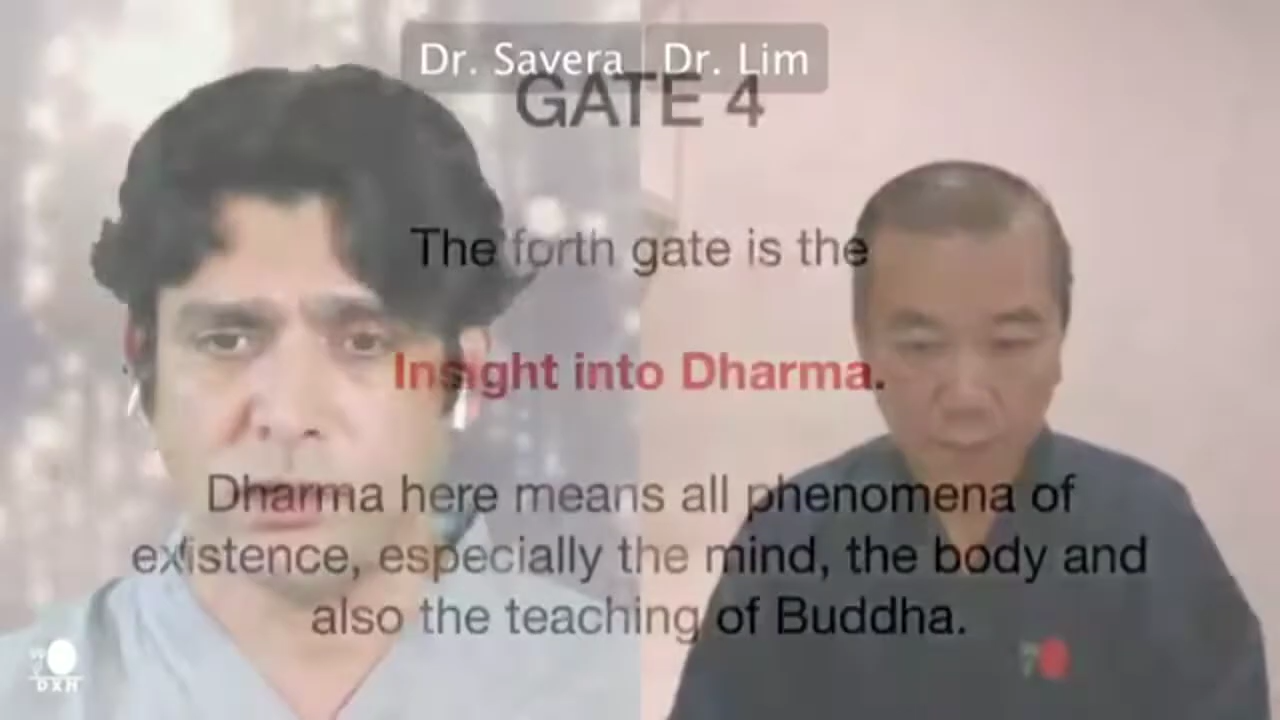 Dr. Savera Dr. Lim
GATE 4
The forth gate is the
Insight into Dharma.
Dharma here means all phenomena of
existence, especially the mind, the body and
also the teaching of Buddha.
DXN